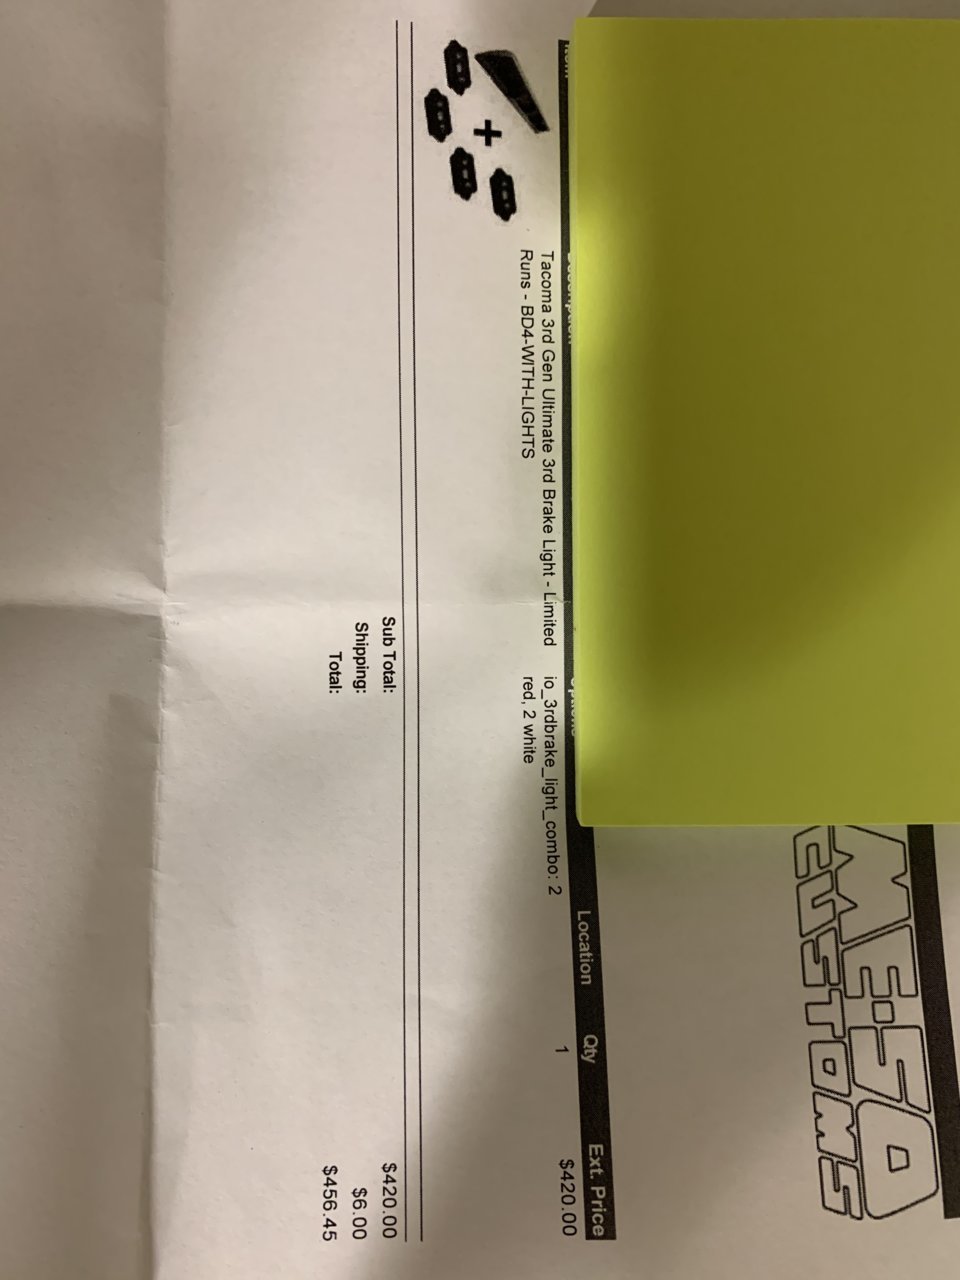 MESO
CUSTOMS
Location Qty Ext. Price
Tacoma 3rd Gen Ultimate 3rd Brake Light - Limited io_3rdbrake_light_combo: 2 1 $420.00
Runs - BD4-WITH-LIGHTS red, 2 white
+
Sub Total: $420.00
Shipping: $6.00
Total: $456.45